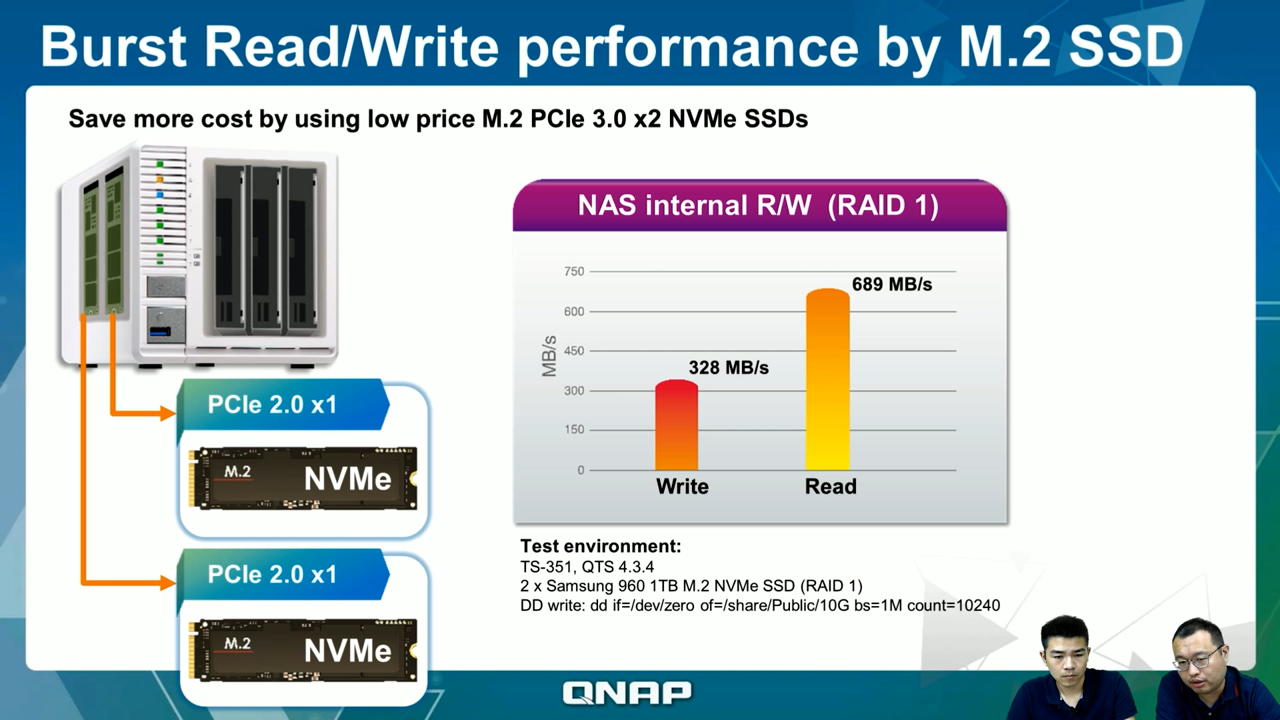 Burst Read/Write performance by M.2 SSD
Save more cost by using low price M.2 PCIe 3.0 x2 NVMe SSDs
PCIe 2.0 x1
M.2
NVMe
PCIe 2.0 x1
M.2
NVMe
NAS internal R/W (RAID 1)
MB/s
750
600
450
300
150
0
328 MB/s
689 MB/s
Write
Read
Test environment:
TS-351, QTS 4.3.4
2 x Samsung 960 1TB M.2 NVMe SSD (RAID 1)
DD write: dd if=/dev/zero of=/share/Public/10G bs=1M count=10240
QNAP